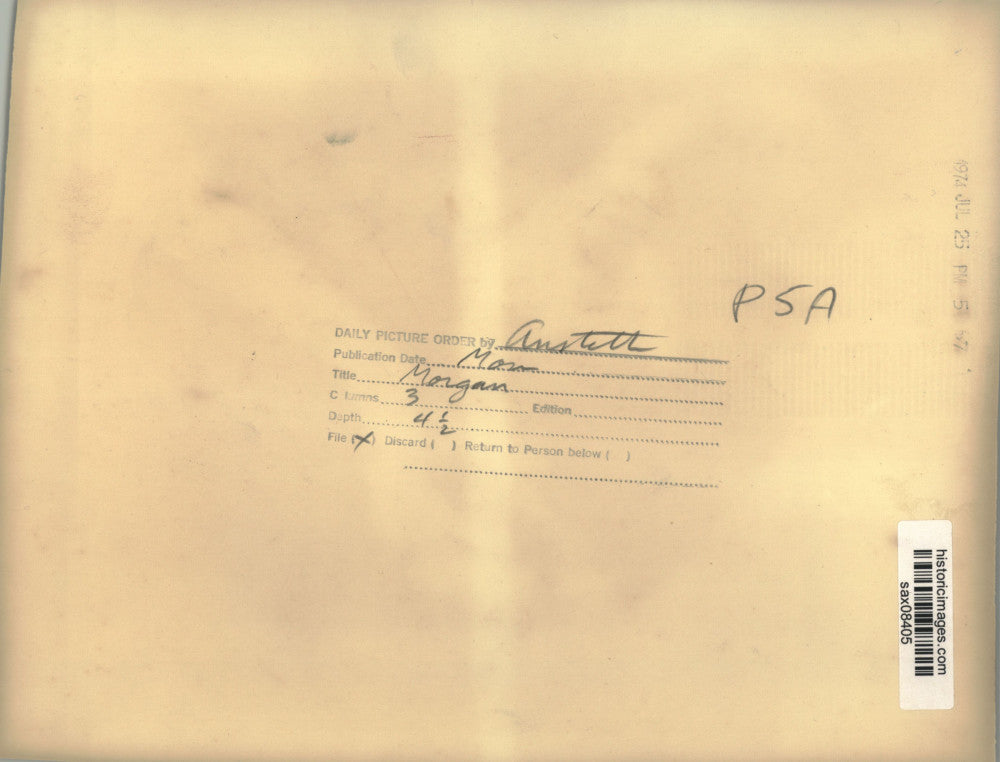 1974 JUL 25 PM 5
P5A
DAILY PICTURE ORDER by Ansteth
Publication Date Mon
Title Morgan
Columns 3 Edition
Depth 4 1/2
File (X) Discard ( ) Return to Person below ( )
historicimages.com
sax08405